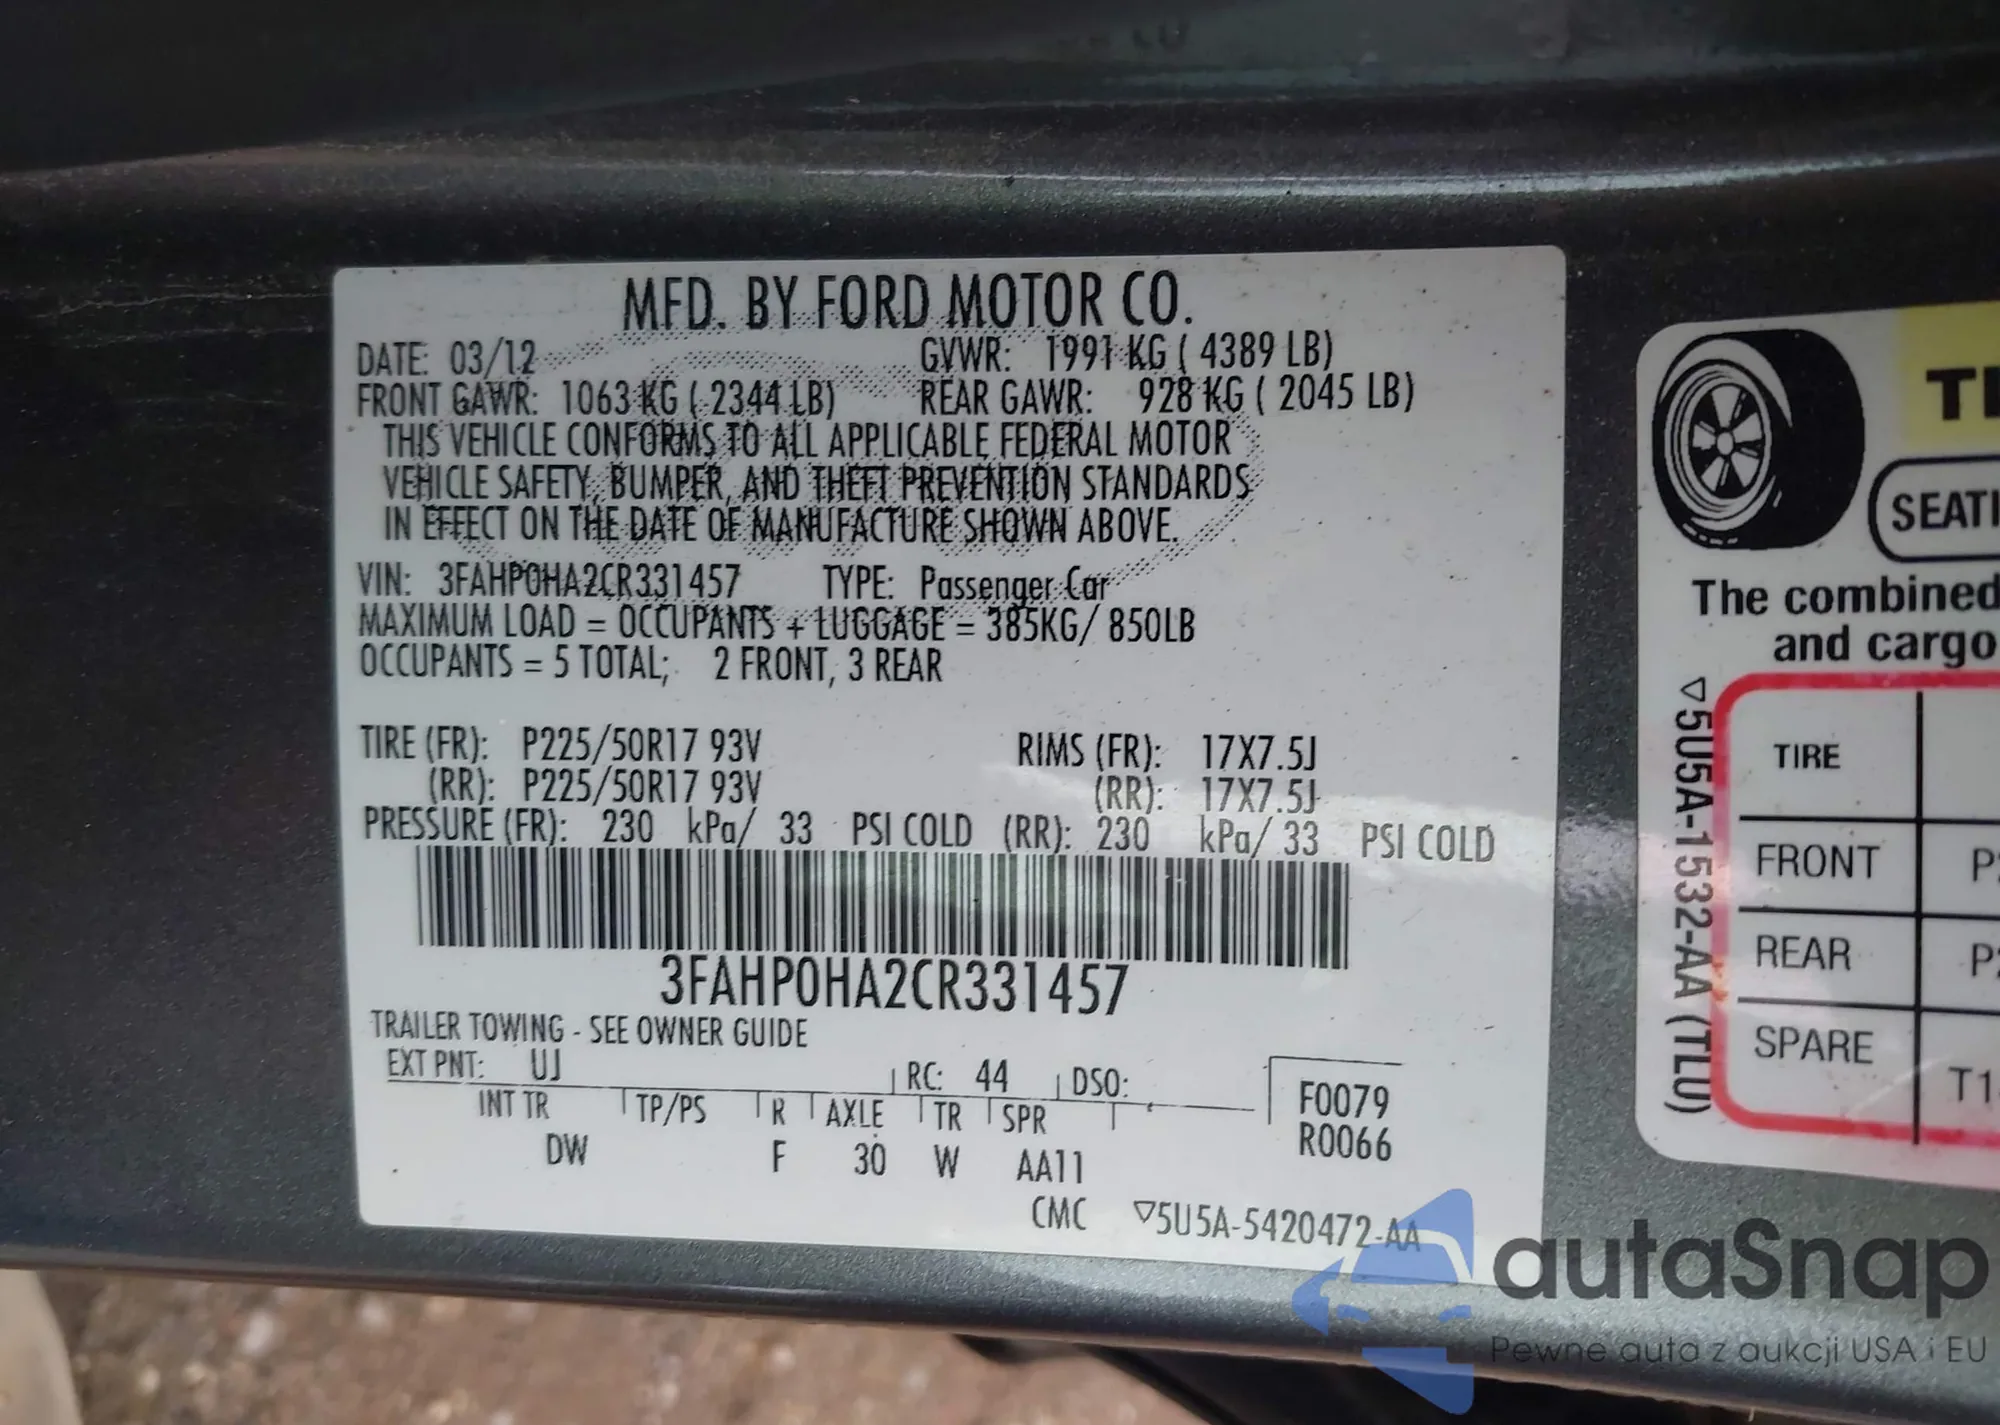 MFD. BY FORD MOTOR CO.
DATE: 03/12 GVWR: 1991 KG ( 4389 LB)
FRONT GAWR: 1063 KG ( 2344 LB) REAR GAWR: 928 KG ( 2045 LB)
THIS VEHICLE CONFORMS TO ALL APPLICABLE FEDERAL MOTOR
VEHICLE SAFETY, BUMPER, AND THEFT PREVENTION STANDARDS
IN EFFECT ON THE DATE OF MANUFACTURE SHOWN ABOVE.
VIN: 3FAHP0HA2CR331457 TYPE: Passenger Car
MAXIMUM LOAD = OCCUPANTS + LUGGAGE = 385KG/ 850LB
OCCUPANTS = 5 TOTAL; 2 FRONT, 3 REAR
TIRE (FR): P225/50R17 93V RIMS (FR): 17X7.5J
(RR): P225/50R17 93V (RR): 17X7.5J
PRESSURE (FR): 230 kPa/ 33 PSI COLD (RR): 230 kPa/ 33 PSI COLD
3FAHP0HA2CR331457
TRAILER TOWING - SEE OWNER GUIDE
EXT PNT: UJ RC: 44 DSO:
INT TR TP/PS R AXLE TR SPR
DW F 30 W AA11
F0079
R0066
CMC ▽5U5A-5420472-AA
SEATI
The combined
and cargo
▽5U5A-1532-AA (TLU)
TIRE
FRONT P2
REAR P2
SPARE T1
autaSnap
Pewne auta z aukcji USA i EU